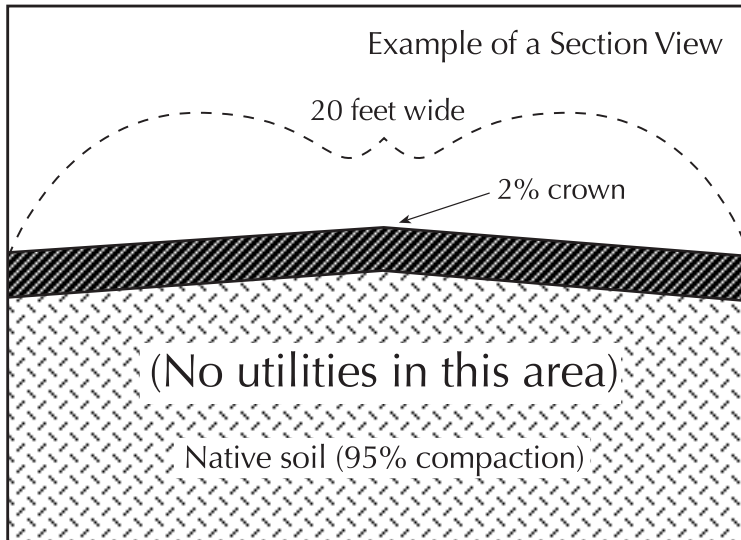 Example of a Section View
20 feet wide
2% crown
(No utilities in this area)
Native soil (95% compaction)